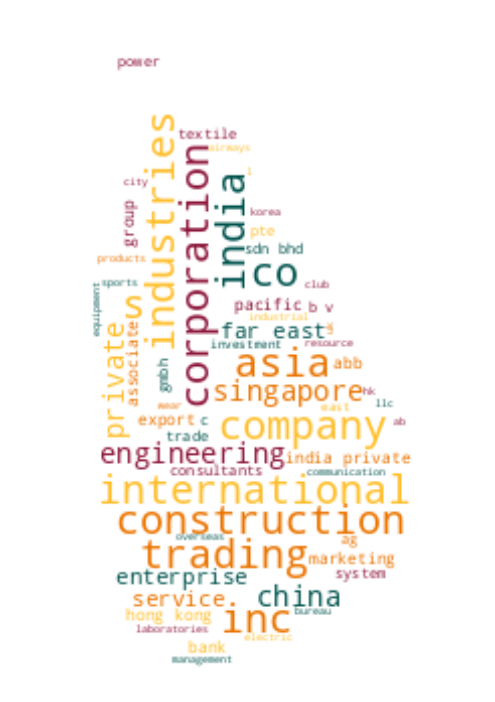 power
industries
textile
airways
corporation
india
i
city
korea
group
pte
products
sdn bhd
co
sports
club
equipment
s
pacific
b v
industrial
private
associate
far east
investment
resource
gmbh
asia
abb
singapore
hk
wear
llc
east
export
c
company
ab
trade
engineering
india private
consultants
communication
international
construction
overseas
ag
trading
marketing
enterprise
system
service
china
inc
hong kong
bureau
laboratories
electric
bank
management